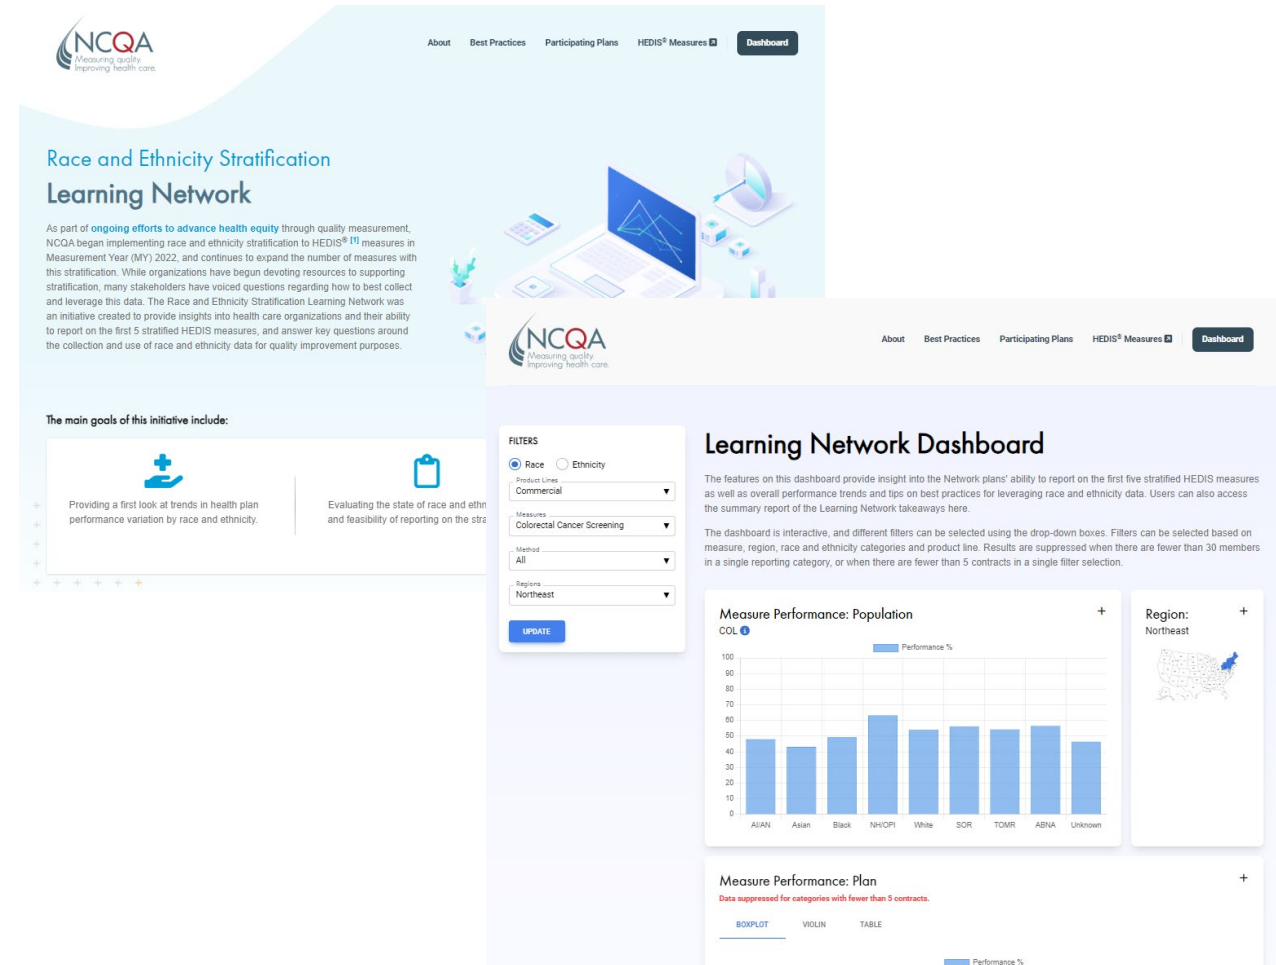 NCQA
Measuring quality.
Improving health care.
About Best Practices Participating Plans HEDIS® Measures Dashboard
Race and Ethnicity Stratification
Learning Network
As part of ongoing efforts to advance health equity through quality measurement,
NCQA began implementing race and ethnicity stratification to HEDIS® [1] measures in
Measurement Year (MY) 2022, and continues to expand the number of measures with
this stratification. While organizations have begun devoting resources to supporting
stratification, many stakeholders have voiced questions regarding how to best collect
and leverage this data. The Race and Ethnicity Stratification Learning Network was
an initiative created to provide insights into health care organizations and their ability
to report on the first 5 stratified HEDIS measures, and answer key questions around
the collection and use of race and ethnicity data for quality improvement purposes.
The main goals of this initiative include:
Providing a first look at trends in health plan
performance variation by race and ethnicity.
Evaluating the state of race and ethn
and feasibility of reporting on the stra
NCQA
Measuring quality.
Improving health care.
About Best Practices Participating Plans HEDIS® Measures Dashboard
FILTERS
Race Ethnicity
Product Lines
Commercial
Measures
Colorectal Cancer Screening
Method
All
Regions
Northeast
UPDATE
Learning Network Dashboard
The features on this dashboard provide insight into the Network plans' ability to report on the first five stratified HEDIS measures
as well as overall performance trends and tips on best practices for leveraging race and ethnicity data. Users can also access
the summary report of the Learning Network takeaways here.
The dashboard is interactive, and different filters can be selected using the drop-down boxes. Filters can be selected based on
measure, region, race and ethnicity categories and product line. Results are suppressed when there are fewer than 30 members
in a single reporting category, or when there are fewer than 5 contracts in a single filter selection.
Measure Performance: Population +
COL
Performance %
100
90
80
70
60
50
40
30
20
10
0
AI/AN Asian Black NH/OPI White SOR TOMR ABNA Unknown
Region: +
Northeast
Measure Performance: Plan +
Data suppressed for categories with fewer than 5 contracts.
BOXPLOT VIOLIN TABLE
Performance %